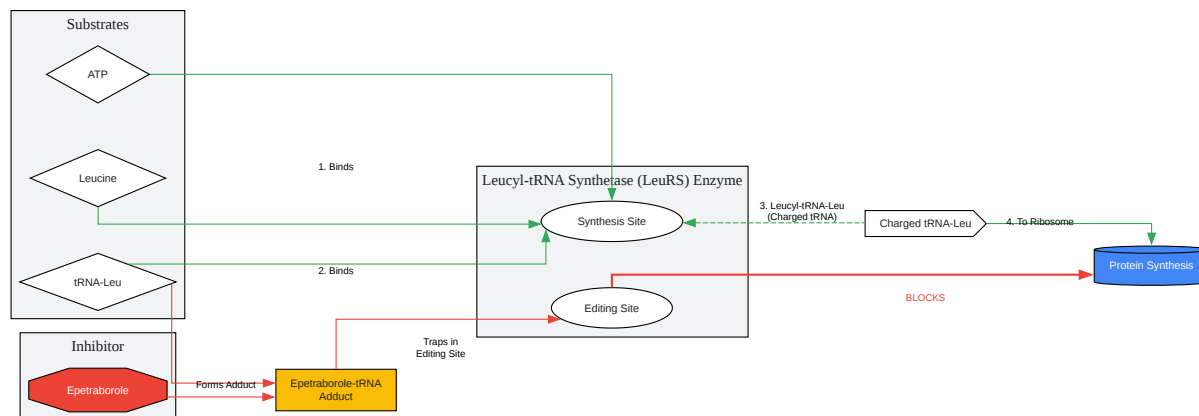 Substrates
ATP
1. Binds
Leucine
Leucyl-tRNA Synthetase (LeuRS) Enzyme
Synthesis Site
3. Leucyl-tRNA-Leu
(Charged tRNA)
Charged tRNA-Leu
4. To Ribosome
2. Binds
tRNA-Leu
Protein Synthesis
Editing Site
BLOCKS
Inhibitor
Traps in
Editing Site
Epetraborole
Forms Adduct
Epetraborole-tRNA
Adduct